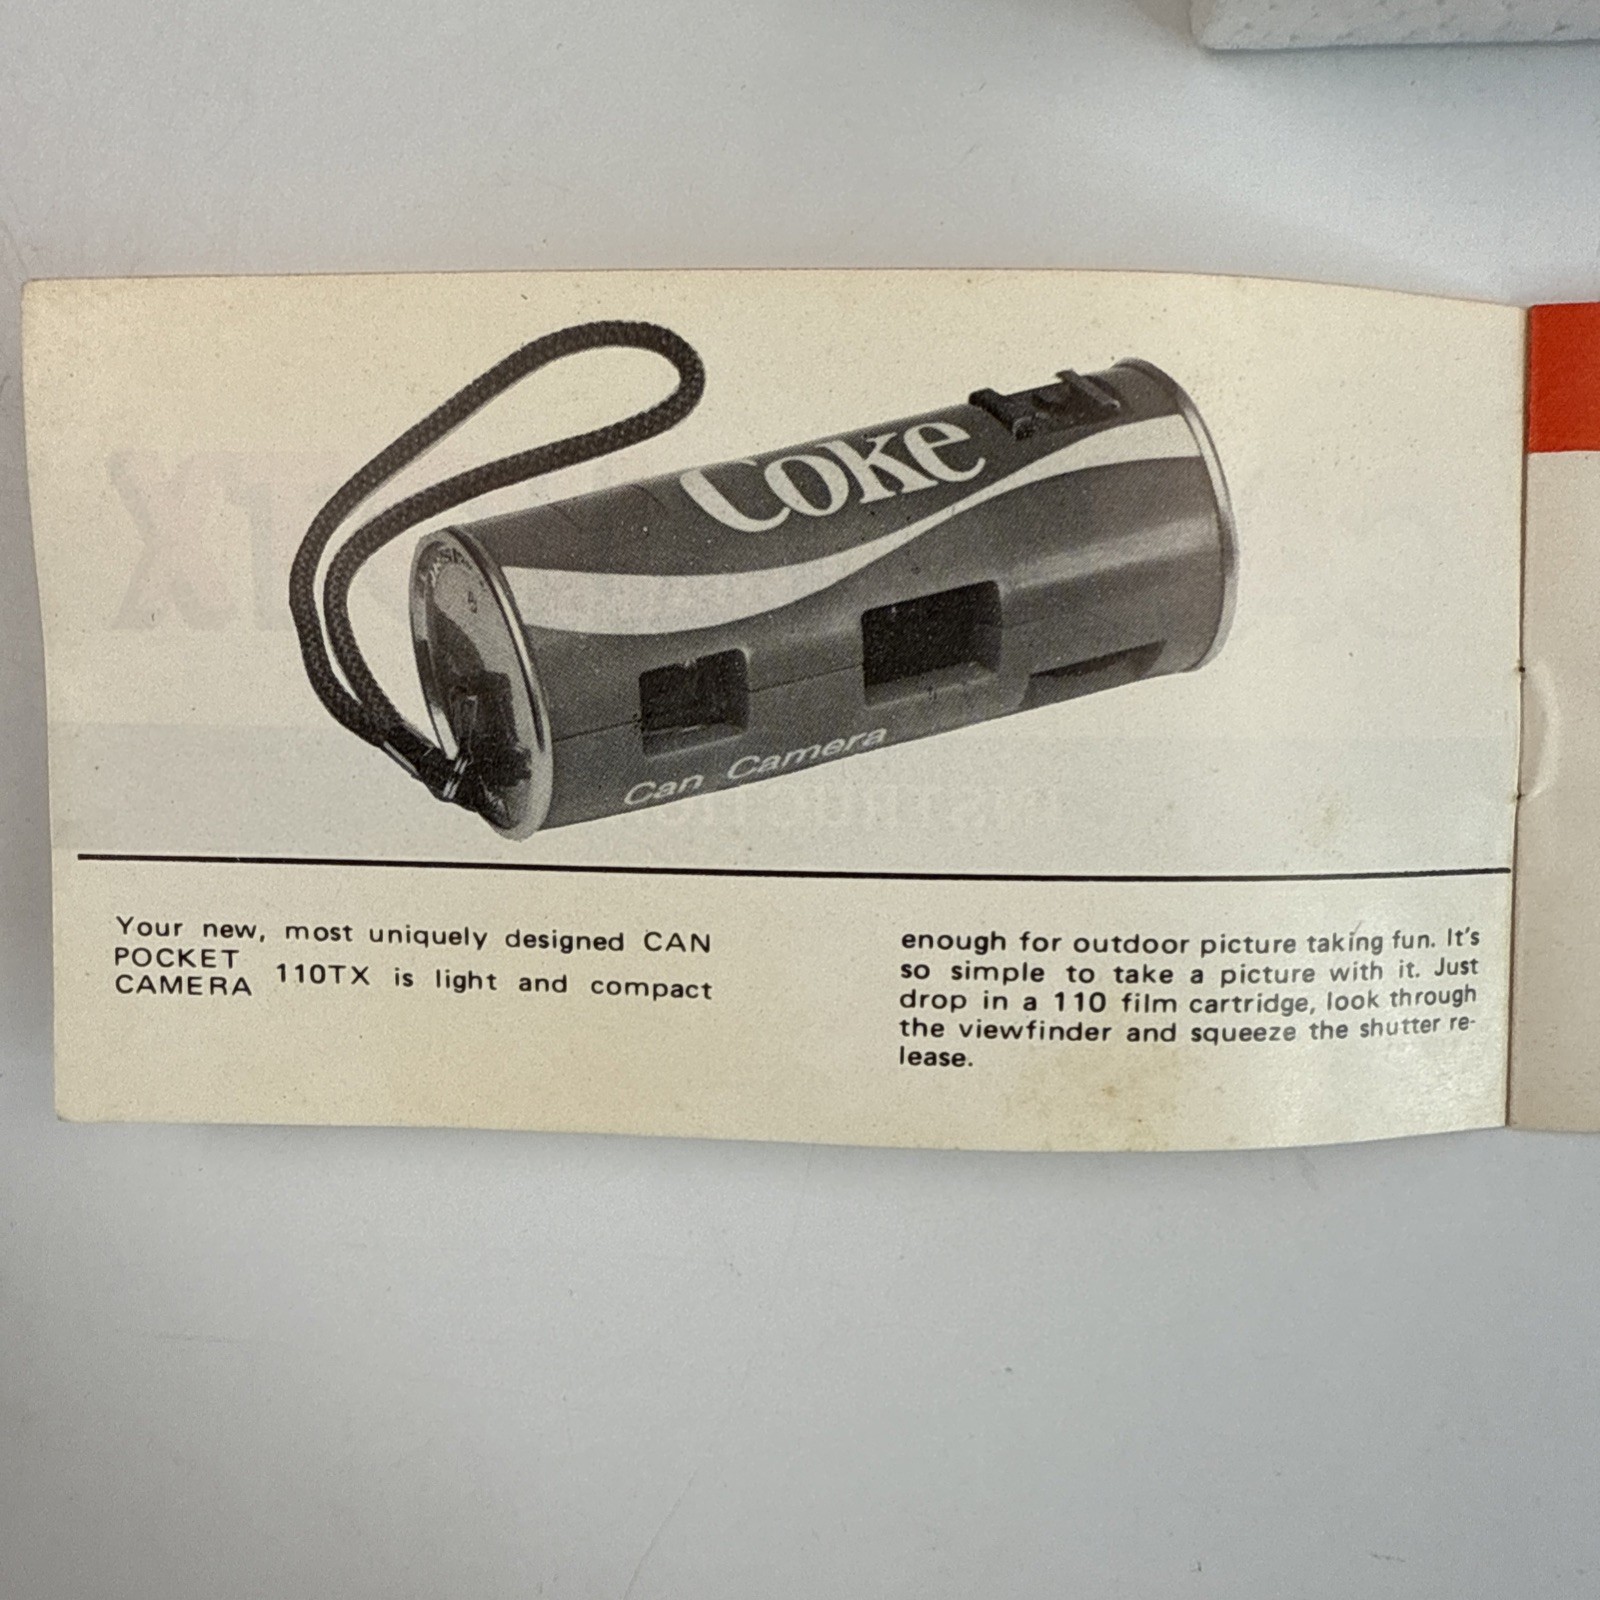 Coke
Can Camera
Your new, most uniquely designed CAN
POCKET
CAMERA 110TX is light and compact
enough for outdoor picture taking fun. It's
so simple to take a picture with it. Just
drop in a 110 film cartridge, look through
the viewfinder and squeeze the shutter re-
lease.